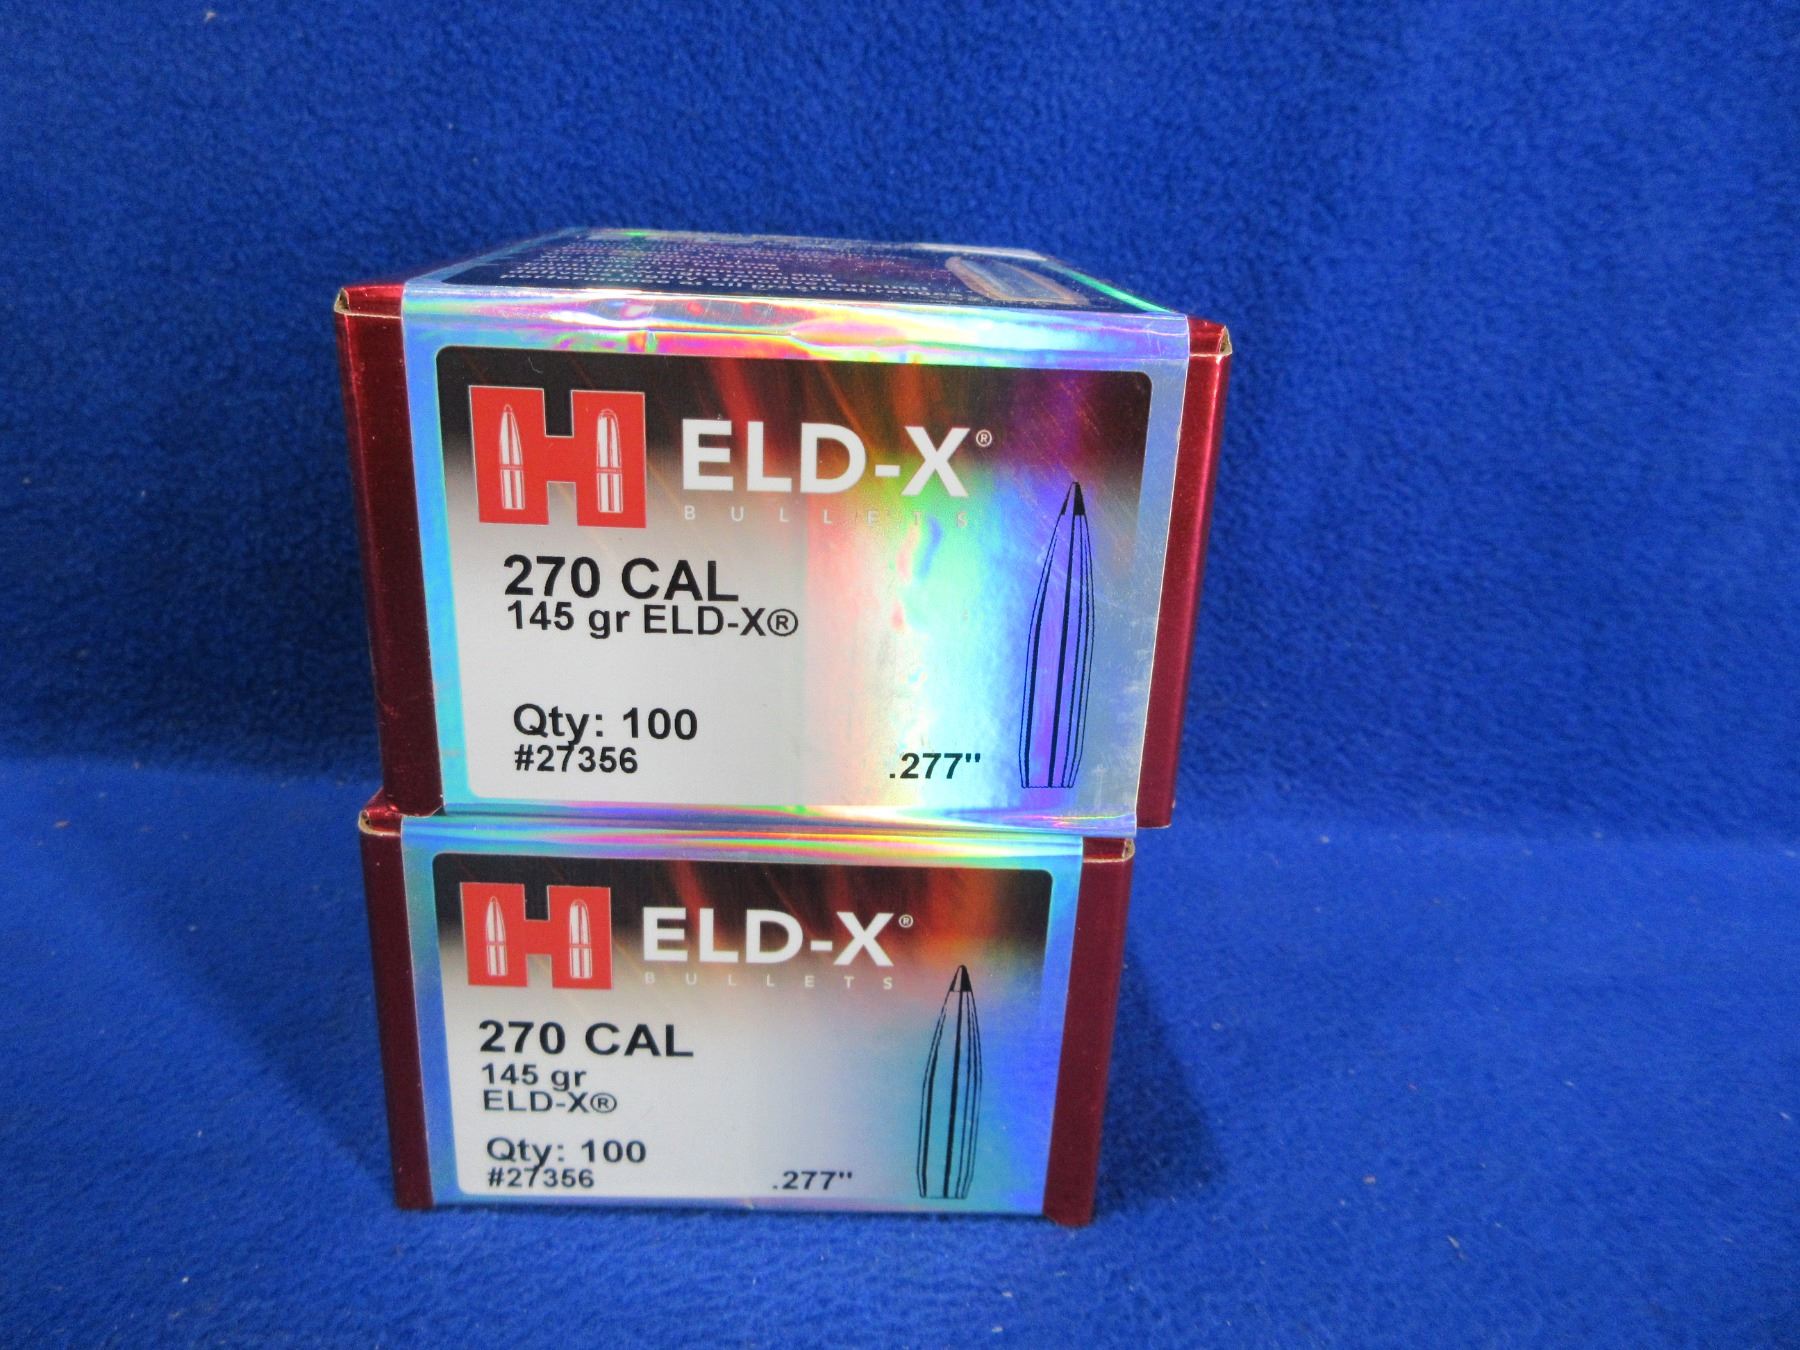 H ELD-X®
BULLETS
270 CAL
145 gr ELD-X®
Qty: 100
#27356
.277"
H ELD-X®
BULLETS
270 CAL
145 gr
ELD-X®
Qty: 100
#27356
.277"